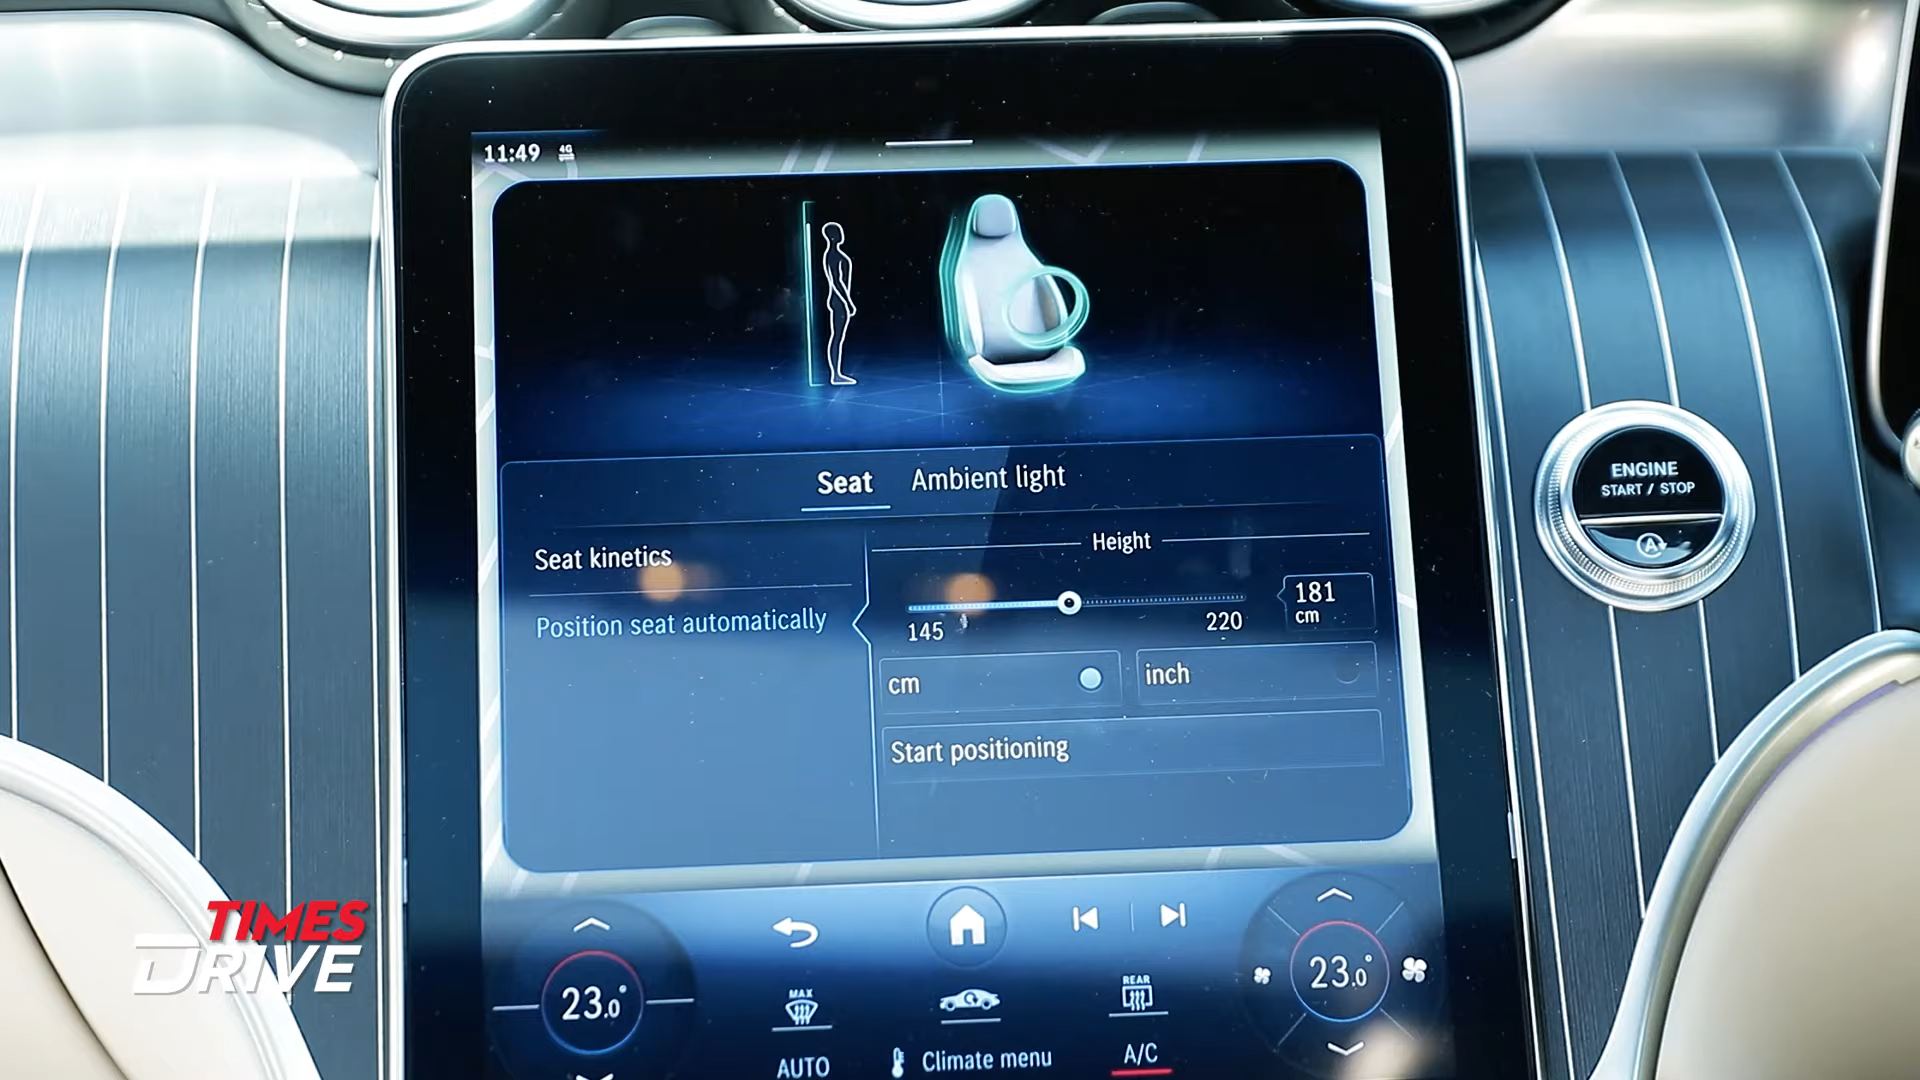 11:49 4G
Seat Ambient light
Seat kinetics
Position seat automatically
Height
145
220
181
cm
cm
inch
Start positioning
ENGINE
START / STOP
A
23.0°
MAX
REAR
23.0°
AUTO
Climate menu
A/C
TIMES
DRIVE